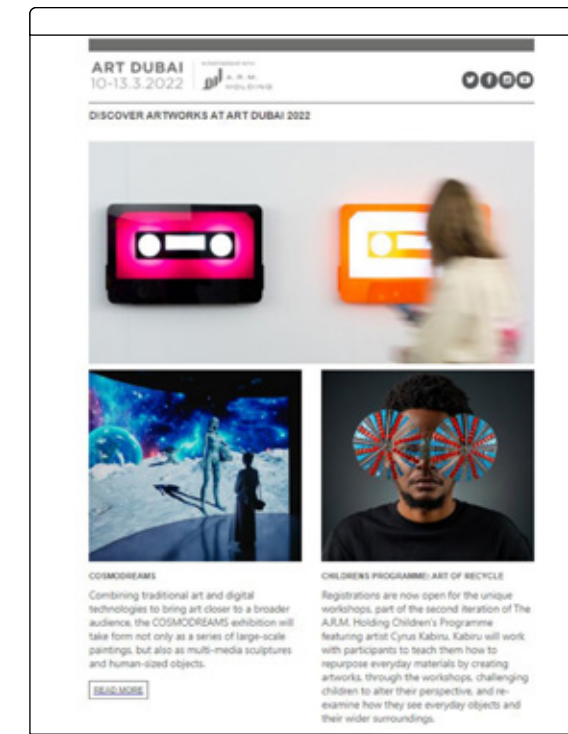 ART DUBAI
10-13.3.2022
A.R.M.
HOLDING
DISCOVER ARTWORKS AT ART DUBAI 2022
COSMODREAMS
Combining traditional art and digital
technologies to bring art closer to a broader
audience, the COSMODREAMS exhibition will
take form not only as a series of large-scale
paintings, but also as multi-media sculptures
and human-sized objects.
READ MORE
CHILDRENS PROGRAMME: ART OF RECYCLE
Registrations are now open for the unique
workshops, part of the second iteration of The
A.R.M. Holding Children's Programme
featuring artist Cyrus Kabiru. Kabiru will work
with participants to teach them how to
repurpose everyday materials by creating
artworks, through the workshops, challenging
children to alter their perspective, and re-
examine how they see everyday objects and
their wider surroundings.